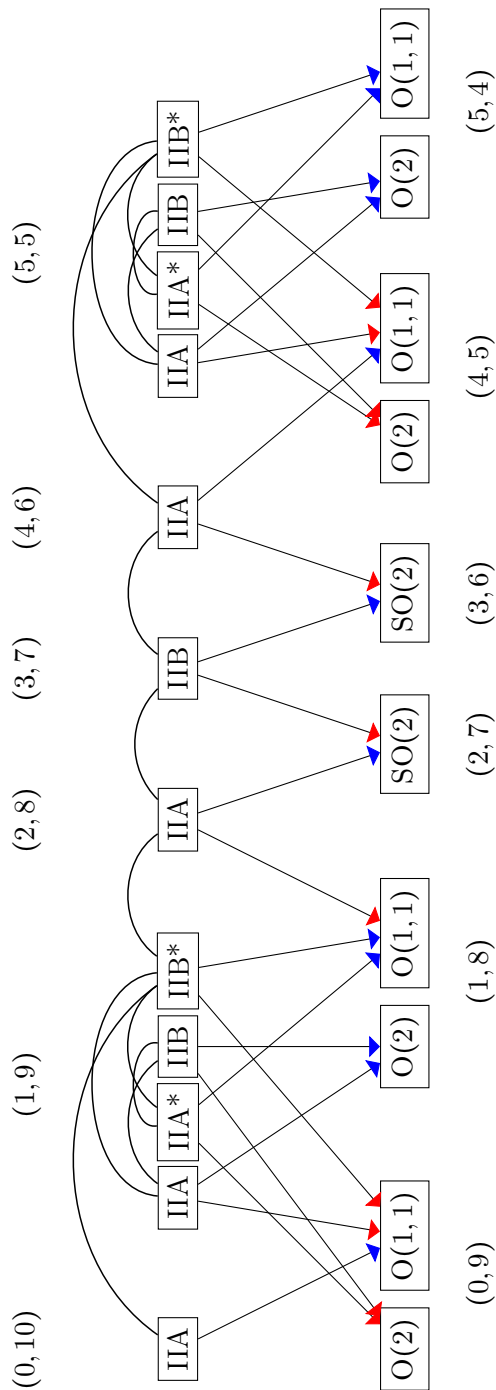 (0, 10) (1, 9) (2, 8) (3, 7) (4, 6) (5, 5)
IIA IIA IIA* IIB IIB* IIA IIB IIA IIA IIA* IIB IIB*
O(2) O(1, 1) O(2) O(1, 1) SO(2) SO(2) O(2) O(1, 1) O(2) O(1, 1)
(0, 9) (1, 8) (2, 7) (3, 6) (4, 5) (5, 4)